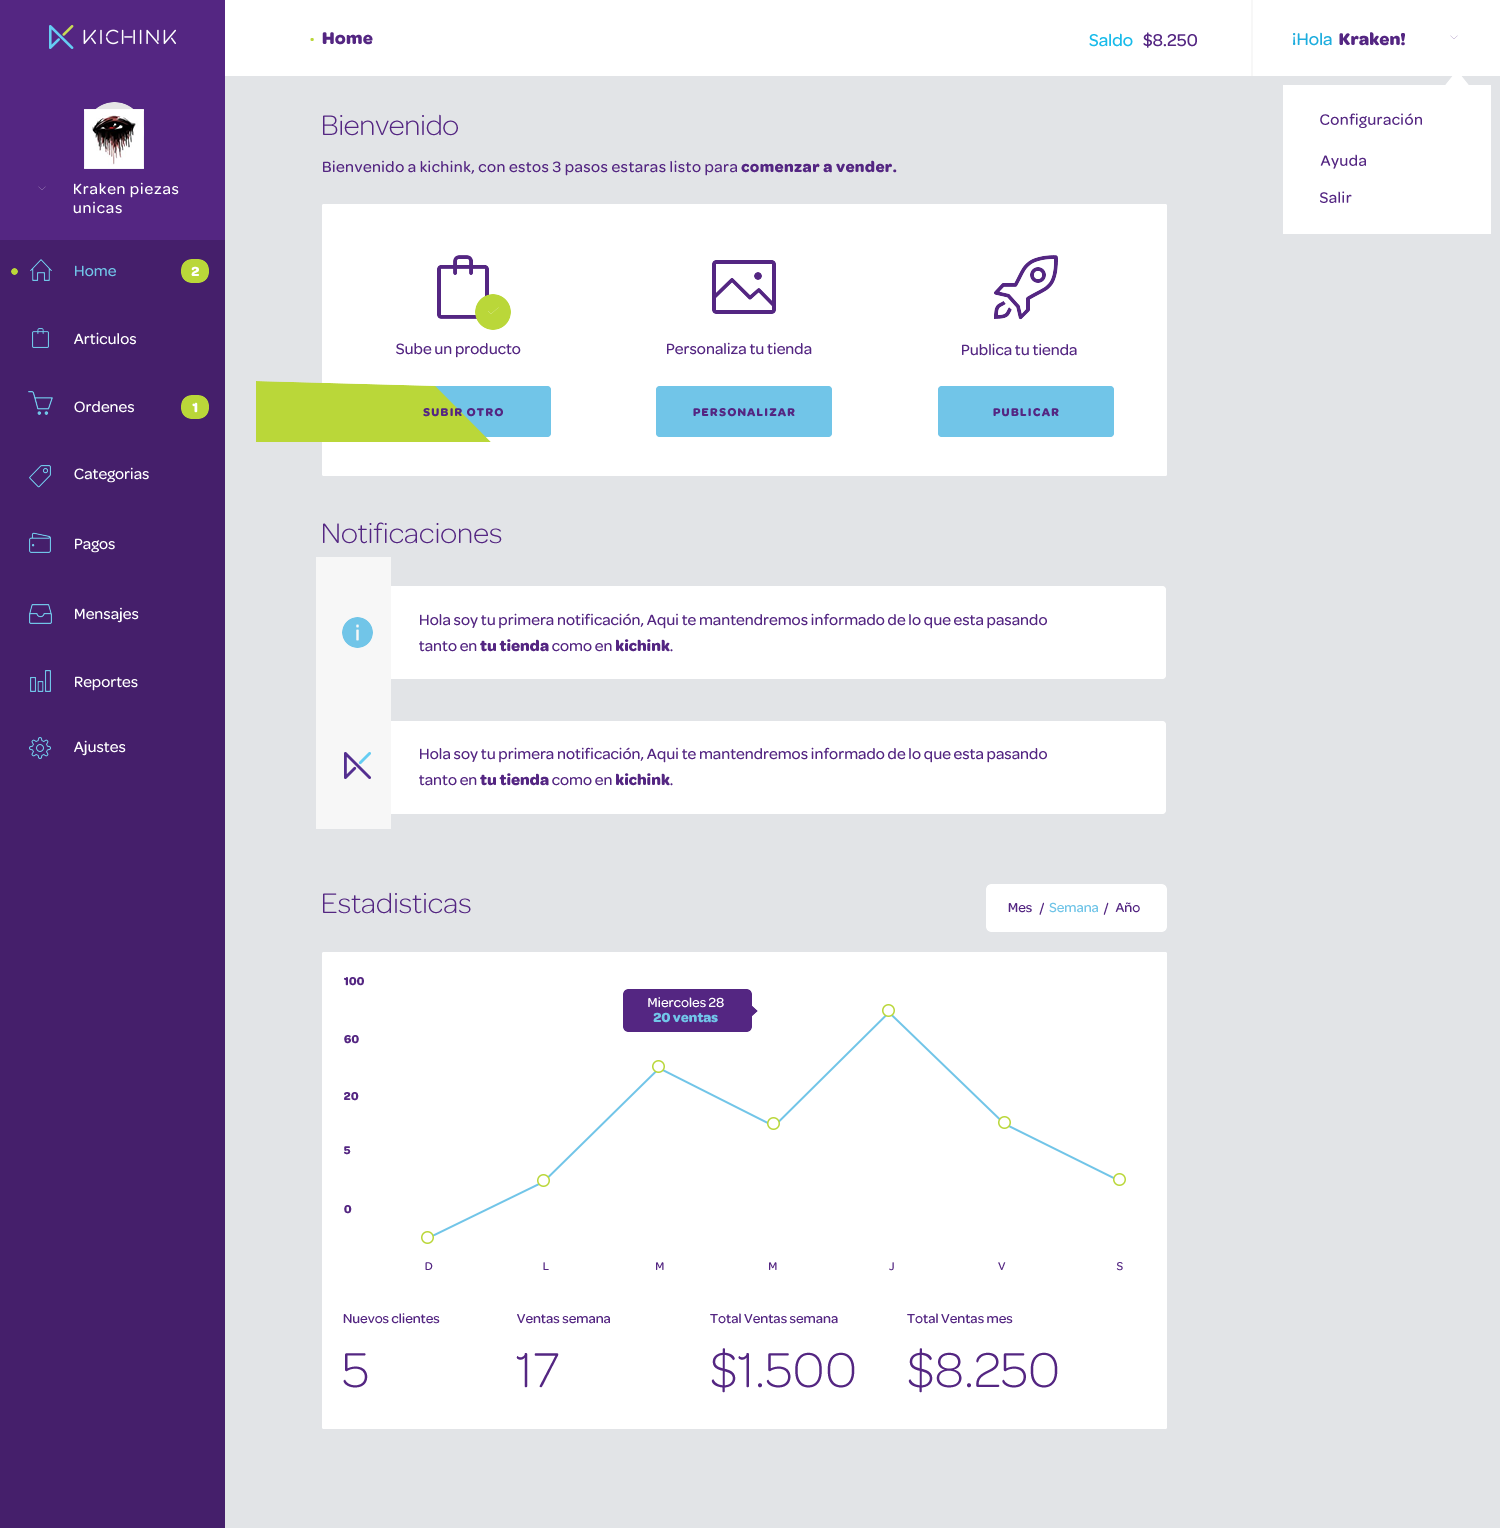 KICHINK
Home
Saldo $8.250
¡Hola Kraken!
Configuración
Ayuda
Salir
Kraken piezas
unicas
Home 2
Articulos
Ordenes 1
Categorias
Pagos
Mensajes
Reportes
Ajustes
Bienvenido
Bienvenido a kichink, con estos 3 pasos estaras listo para comenzar a vender.
Sube un producto
Personaliza tu tienda
Publica tu tienda
SUBIR OTRO
PERSONALIZAR
PUBLICAR
Notificaciones
i
Hola soy tu primera notificación, Aqui te mantendremos informado de lo que esta pasando
tanto en tu tienda como en kichink.
Hola soy tu primera notificación, Aqui te mantendremos informado de lo que esta pasando
tanto en tu tienda como en kichink.
Estadisticas
Mes / Semana / Año
100
60
20
5
0
Miercoles 28
20 ventas
D L M M J V S
Nuevos clientes
5
Ventas semana
17
Total Ventas semana
$1.500
Total Ventas mes
$8.250